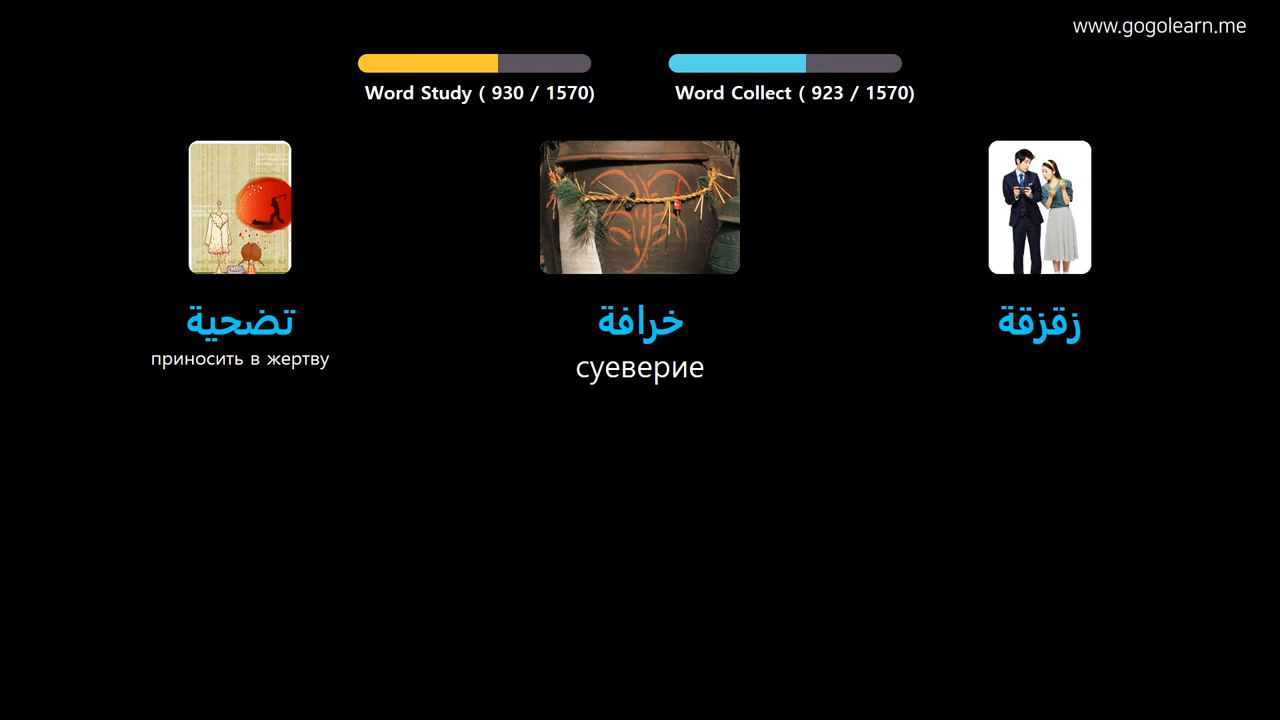 www.gogolearn.me
Word Study ( 930 / 1570)
Word Collect ( 923 / 1570)
تضحية
приносить в жертву
خرافة
суеверие
زقزقة